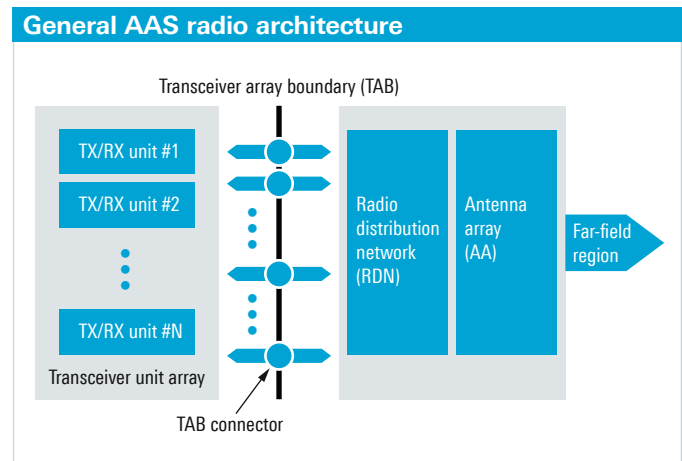 General AAS radio architecture
Transceiver array boundary (TAB)
TX/RX unit #1
TX/RX unit #2
TX/RX unit #N
Transceiver unit array
TAB connector
Radio
distribution
network
(RDN)
Antenna
array
(AA)
Far-field
region